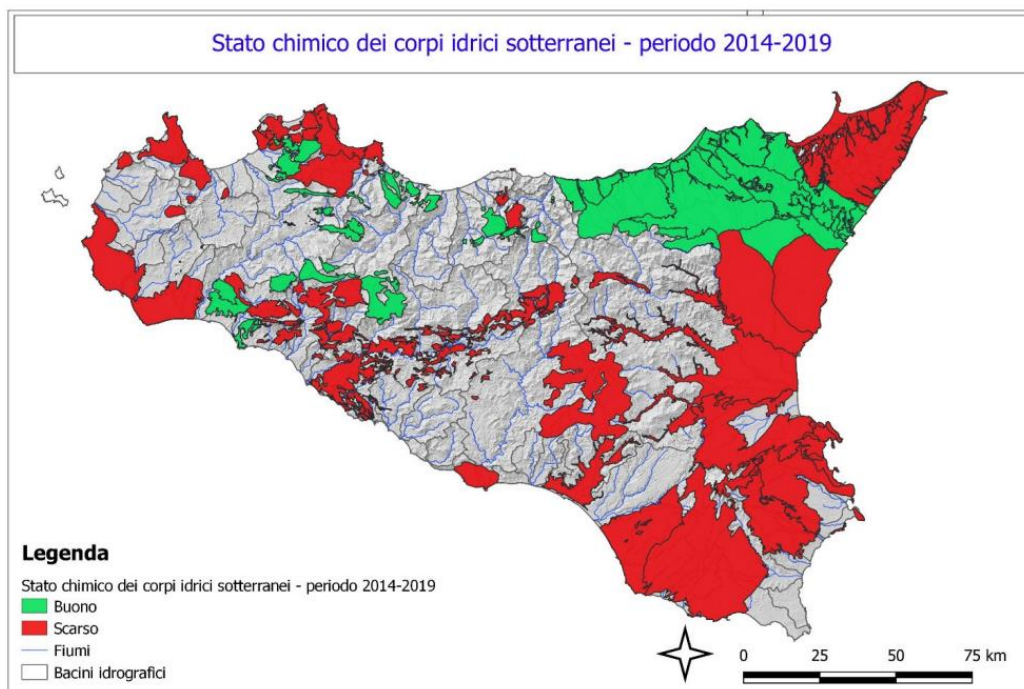 Stato chimico dei corpi idrici sotterranei - periodo 2014-2019
Legenda
Stato chimico dei corpi idrici sotterranei - periodo 2014-2019
Buono
Scarso
Fiumi
Bacini idrografici
0 25 50 75 km